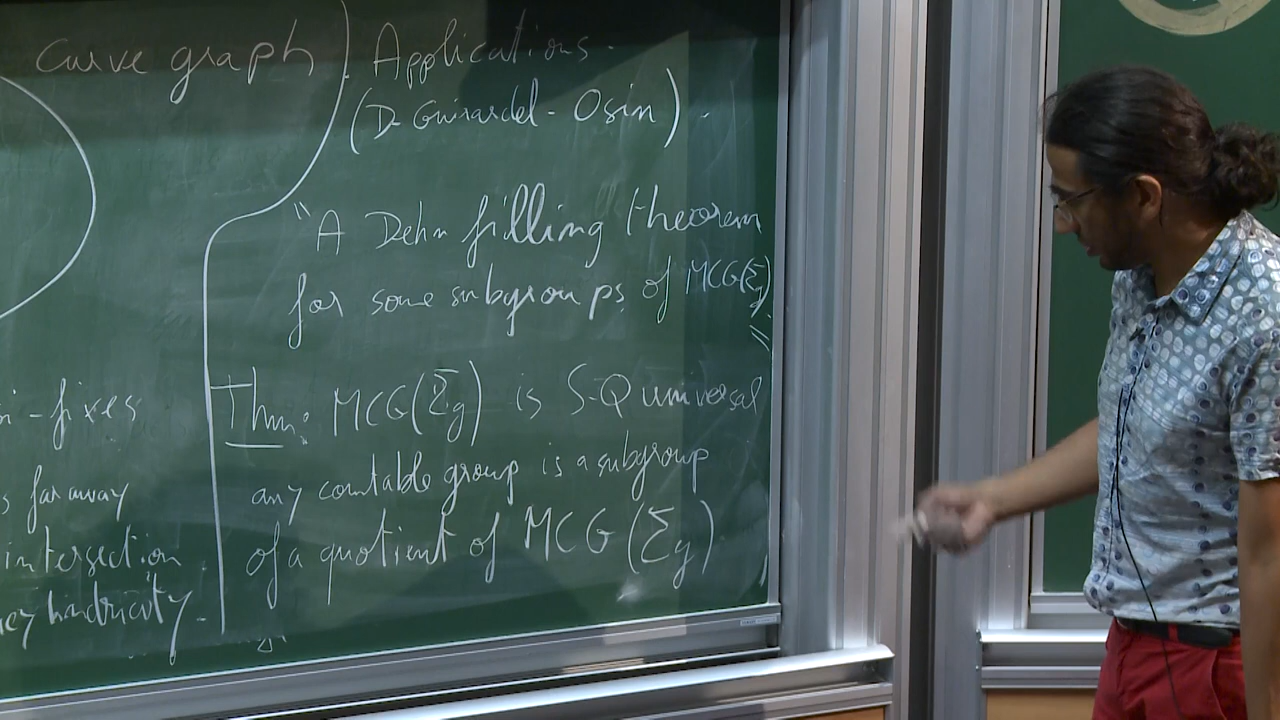 Curve graph
Applications.
(D-Guirardel-Osin).
"A Dehn filling theorem
for some subgroups of MCG(Σg)"
Thm: MCG(Σg) is S-Q universal
any countable group is a subgroup
of a quotient of MCG(Σg)
-fixes
far away
intersection